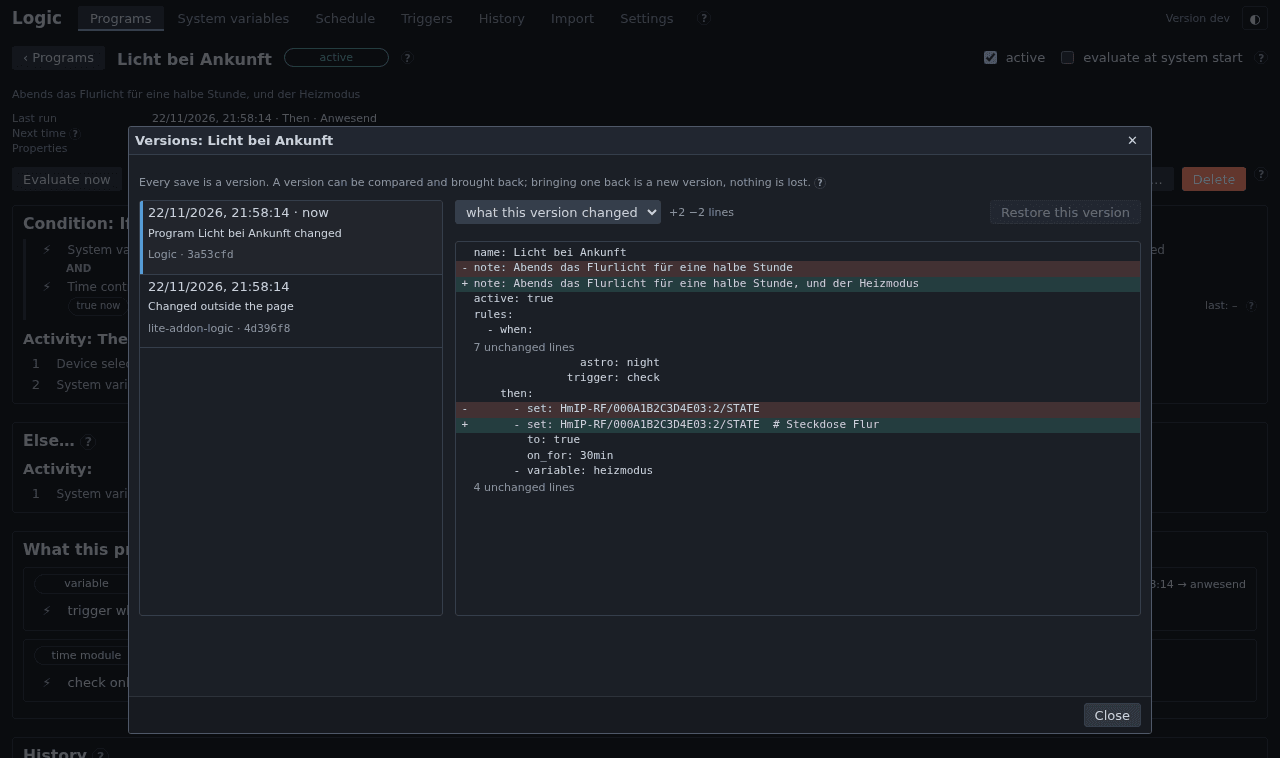 Logic Programs System variables Schedule Triggers History Import Settings ? Version dev
‹ Programs Licht bei Ankunft active ? active evaluate at system start ?
Abends das Flurlicht für eine halbe Stunde, und der Heizmodus
Last run 22/11/2026, 21:58:14 · Then · Anwesend
Next time ?
Properties
Evaluate now … Delete ?
Versions: Licht bei Ankunft ✕
Every save is a version. A version can be compared and brought back; bringing one back is a new version, nothing is lost. ?
22/11/2026, 21:58:14 · now
Program Licht bei Ankunft changed
Logic · 3a53cfd
22/11/2026, 21:58:14
Changed outside the page
lite-addon-logic · 4d396f8
what this version changed +2 −2 lines Restore this version
name: Licht bei Ankunft
- note: Abends das Flurlicht für eine halbe Stunde
+ note: Abends das Flurlicht für eine halbe Stunde, und der Heizmodus
active: true
rules:
- when:
7 unchanged lines
astro: night
trigger: check
then:
- - set: HmIP-RF/000A1B2C3D4E03:2/STATE
+ - set: HmIP-RF/000A1B2C3D4E03:2/STATE # Steckdose Flur
to: true
on_for: 30min
- variable: heizmodus
4 unchanged lines
Close
Condition: If
System va
AND
Time cont
true now
last: – ?
Activity: The
1 Device selec
2 System vari
Else… ?
Activity:
1 System vari
What this pr
variable
8:14 → anwesend
trigger wh
time module
check onl
History ?